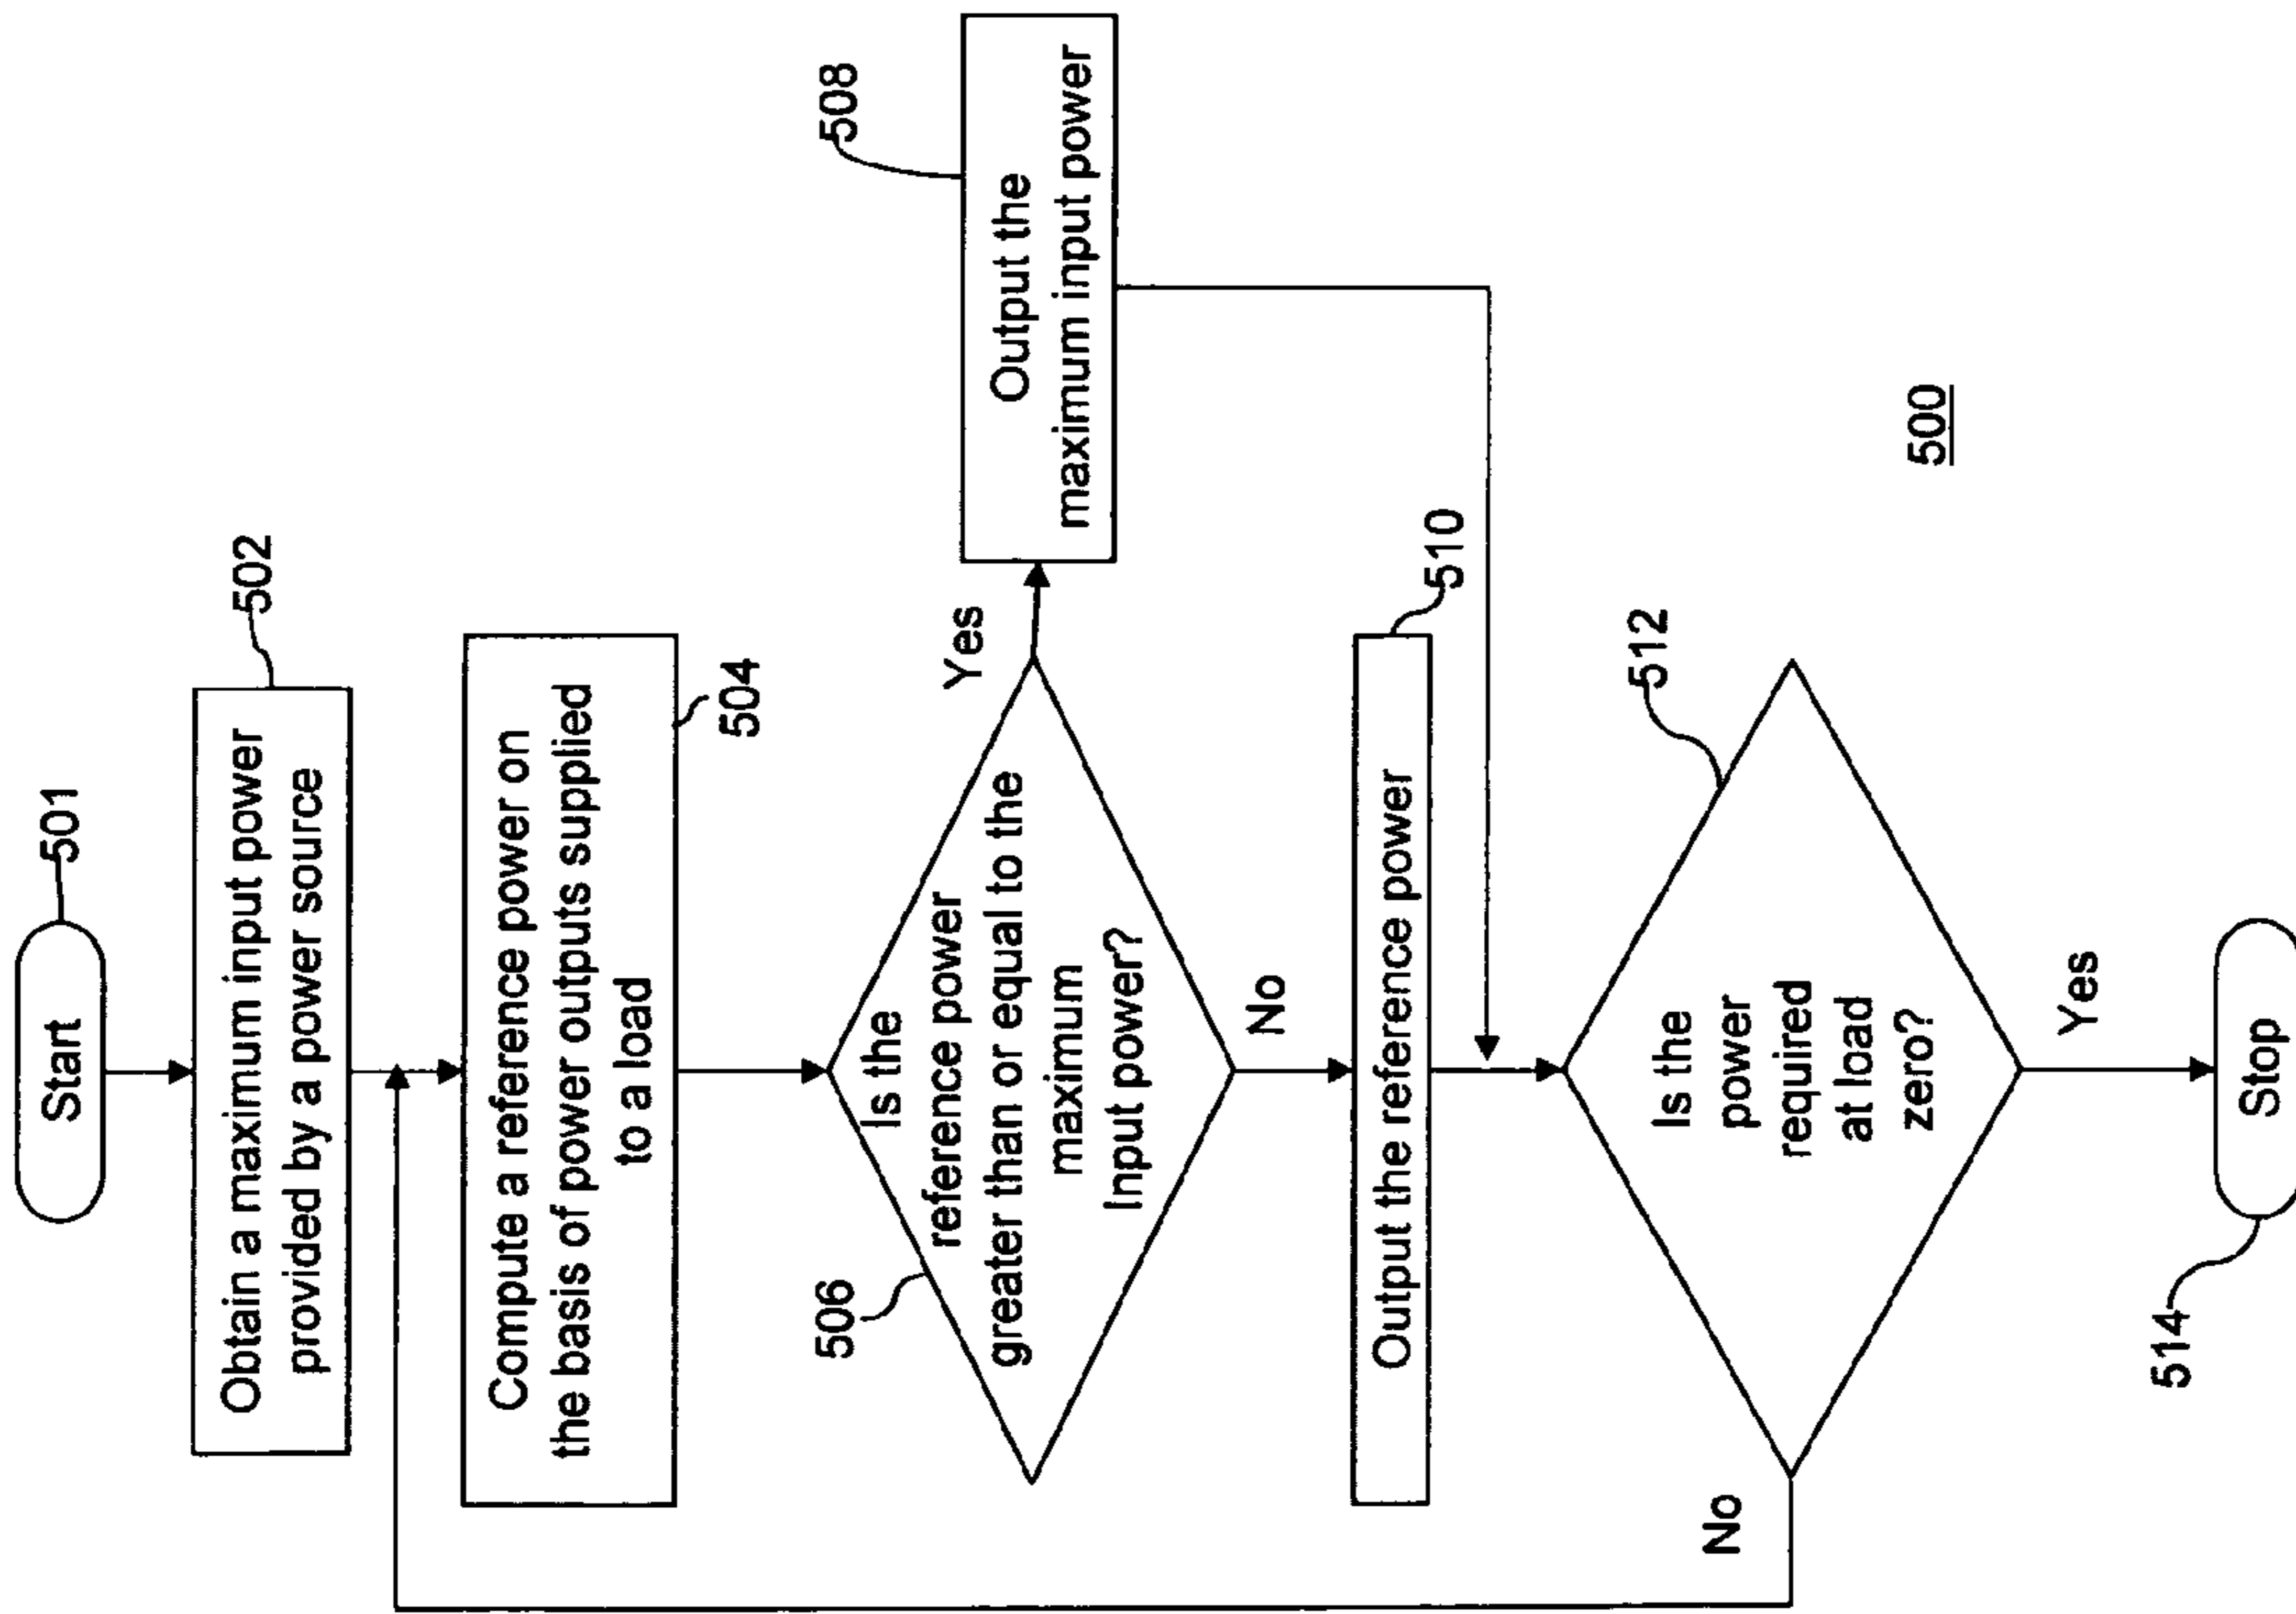 Start
501
Obtain a maximum input power
provided by a power source
502
Compute a reference power on
the basis of power outputs supplied
to a load
504
Is the
reference power
greater than or equal to the
maximum
Input power?
506
Yes
Output the
maximum input power
508
No
Output the reference power
510
Is the
power
required
at load
zero?
512
No
Yes
Stop
514
500